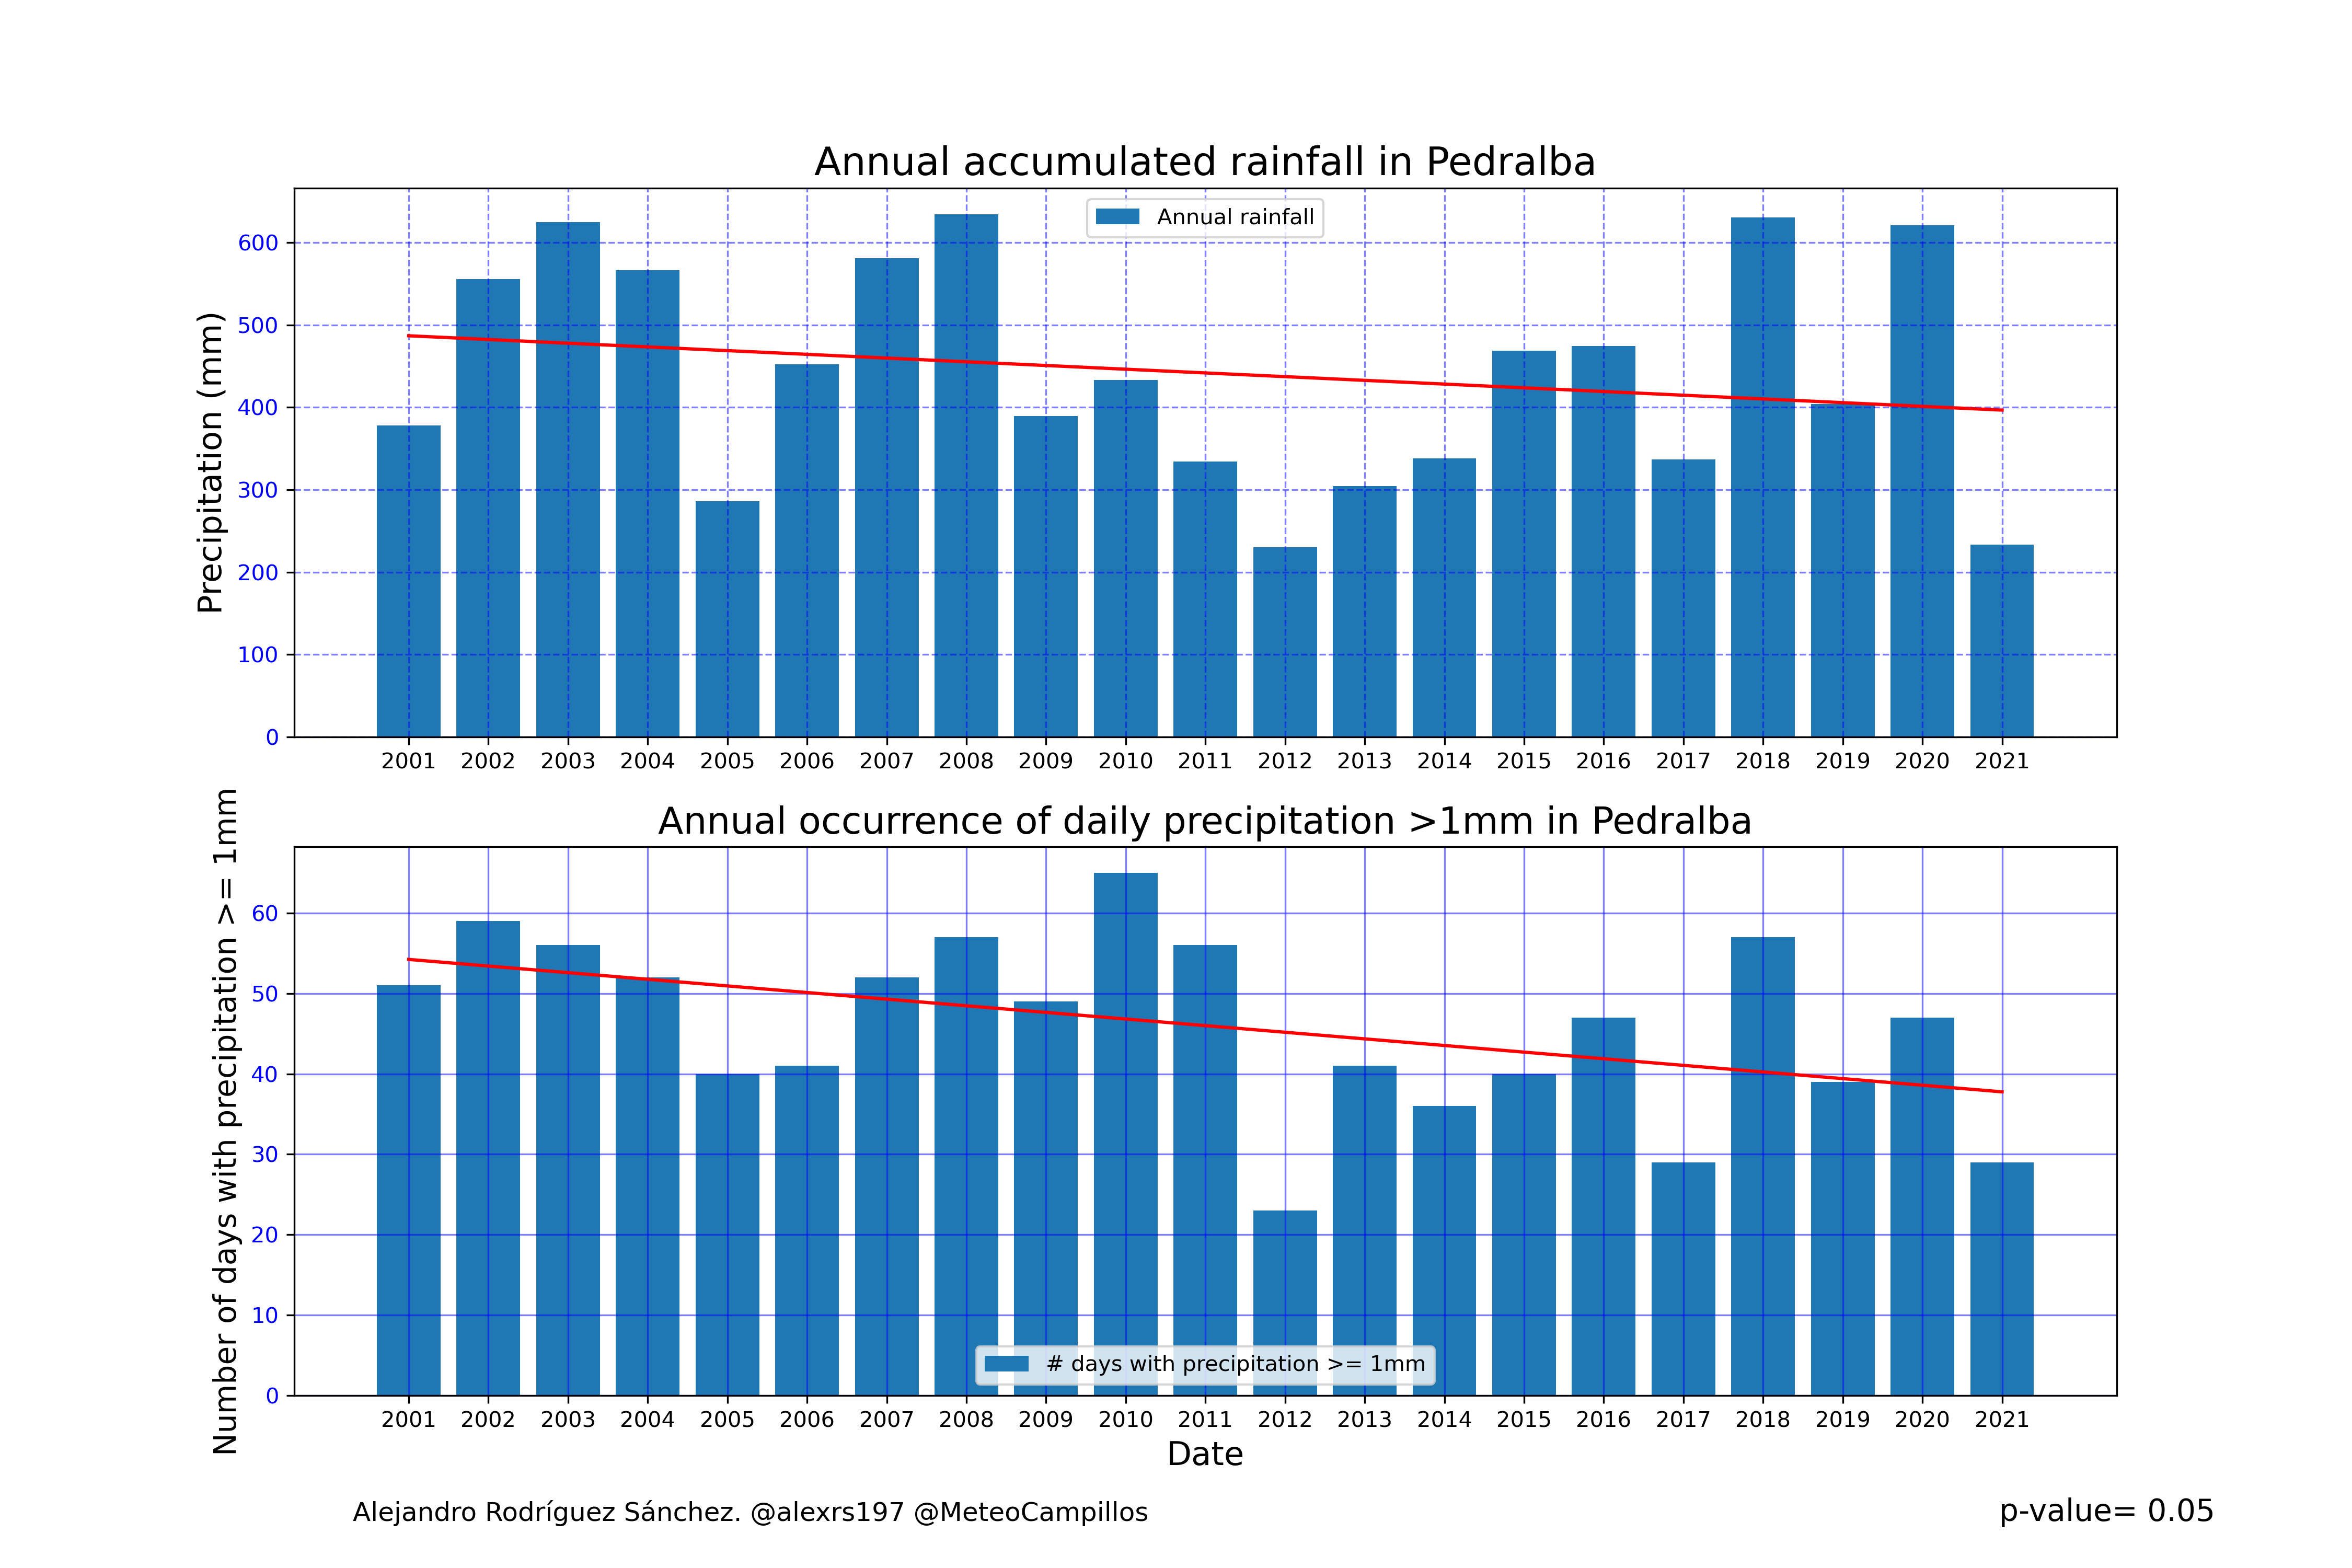 Annual accumulated rainfall in Pedralba
Annual rainfall
Precipitation (mm)
600
500
400
300
200
100
0
2001 2002 2003 2004 2005 2006 2007 2008 2009 2010 2011 2012 2013 2014 2015 2016 2017 2018 2019 2020 2021
Annual occurrence of daily precipitation >1mm in Pedralba
Number of days with precipitation >= 1mm
60
50
40
30
20
10
0
# days with precipitation >= 1mm
2001 2002 2003 2004 2005 2006 2007 2008 2009 2010 2011 2012 2013 2014 2015 2016 2017 2018 2019 2020 2021
Date
Alejandro Rodríguez Sánchez. @alexrs197 @MeteoCampillos
p-value= 0.05